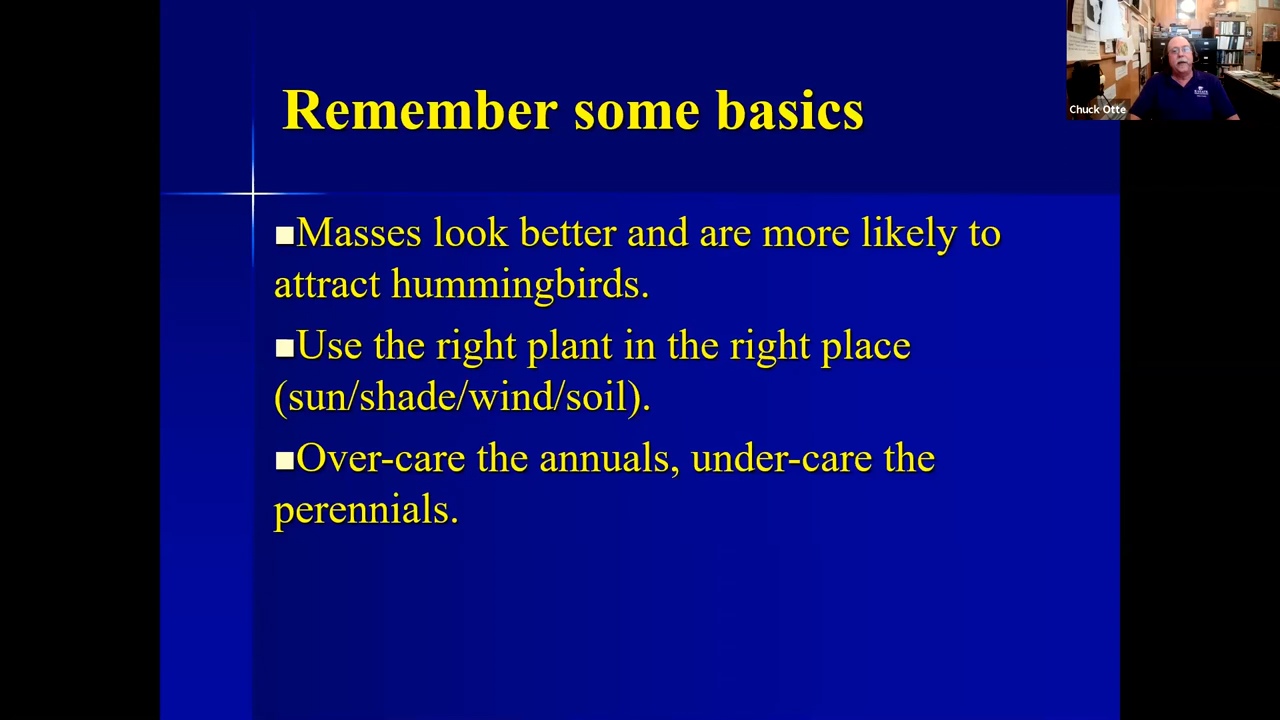 Remember some basics
Chuck Otte
■Masses look better and are more likely to
attract hummingbirds.
■Use the right plant in the right place
(sun/shade/wind/soil).
■Over-care the annuals, under-care the
perennials.